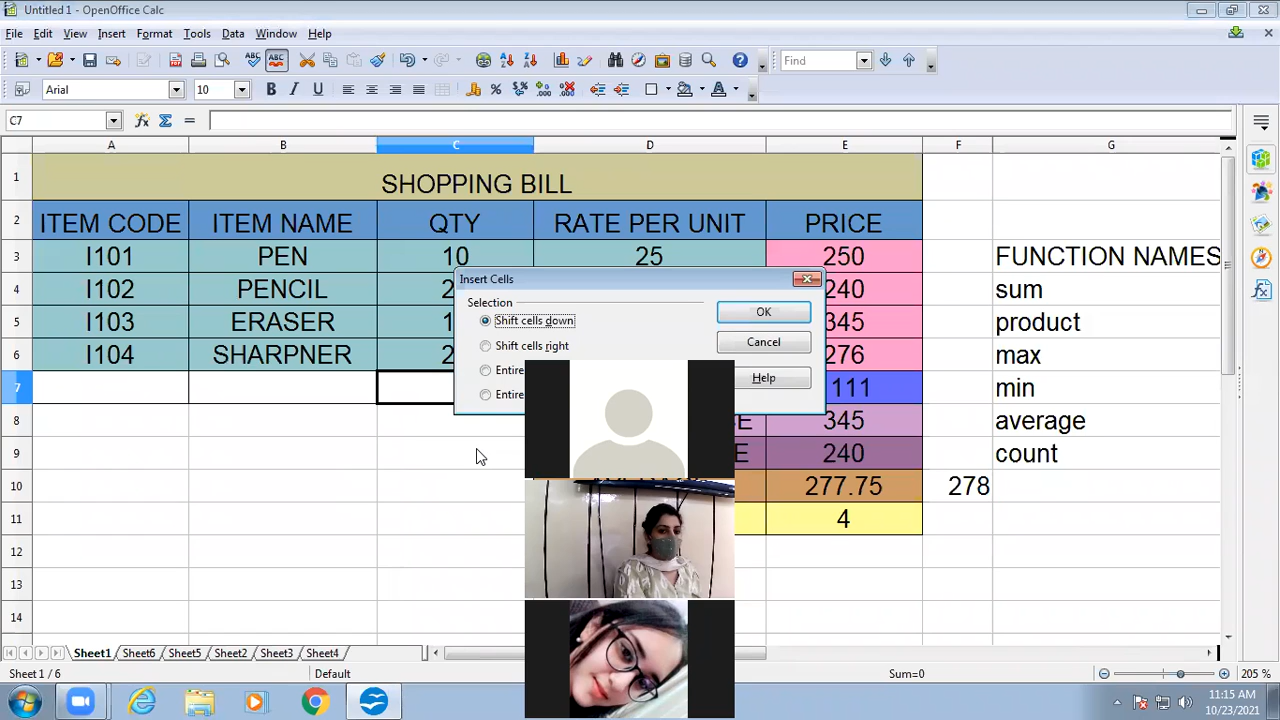 Untitled 1 - OpenOffice Calc
File Edit View Insert Format Tools Data Window Help
Arial 10 Find
C7
A B C D E F G
1 SHOPPING BILL
2 ITEM CODE ITEM NAME QTY RATE PER UNIT PRICE
3 I101 PEN 10 25 250 FUNCTION NAMES
4 I102 PENCIL 2 240 sum
5 I103 ERASER 1 345 product
6 I104 SHARPNER 2 276 max
7 111 min
8 E 345 average
9 E 240 count
10 277.75 278
11 4
12
13
14
Insert Cells
Selection
Shift cells down
Shift cells right
Entire
Entire
OK
Cancel
Help
Sheet1 Sheet6 Sheet5 Sheet2 Sheet3 Sheet4
Sheet 1 / 6 Default Sum=0 205 %
11:15 AM
10/23/2021